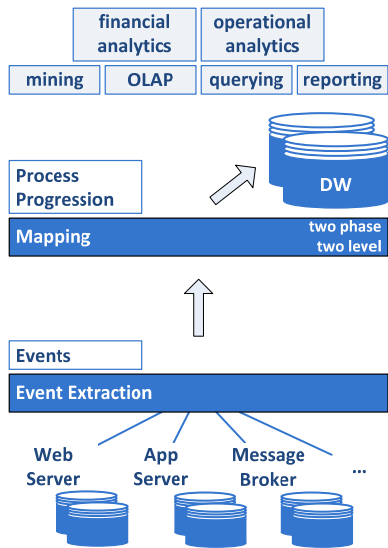 financial
analytics
operational
analytics
mining
OLAP
querying
reporting
DW
Process
Progression
Mapping
two phase
two level
Events
Event Extraction
Web
Server
App
Server
Message
Broker
...